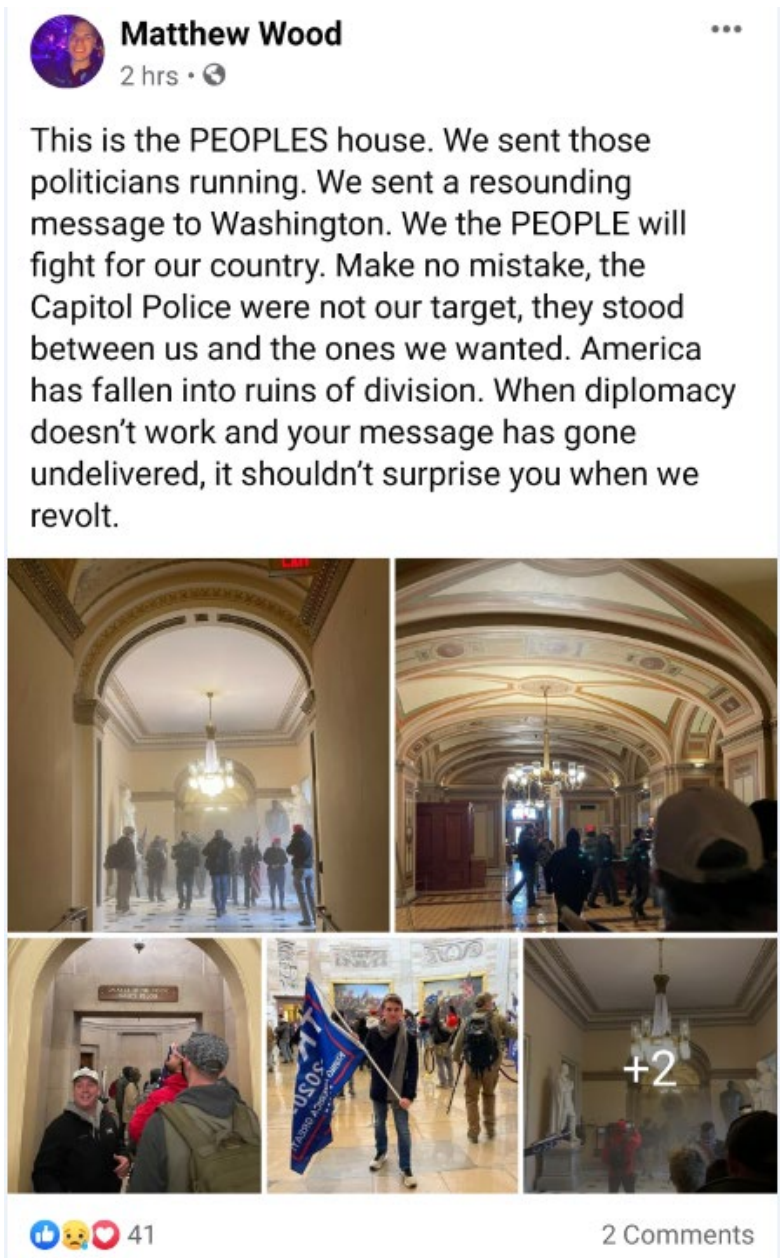 Matthew Wood
2 hrs •
This is the PEOPLES house. We sent those
politicians running. We sent a resounding
message to Washington. We the PEOPLE will
fight for our country. Make no mistake, the
Capitol Police were not our target, they stood
between us and the ones we wanted. America
has fallen into ruins of division. When diplomacy
doesn’t work and your message has gone
undelivered, it shouldn’t surprise you when we
revolt.
EXIT
2020
+2
41
2 Comments